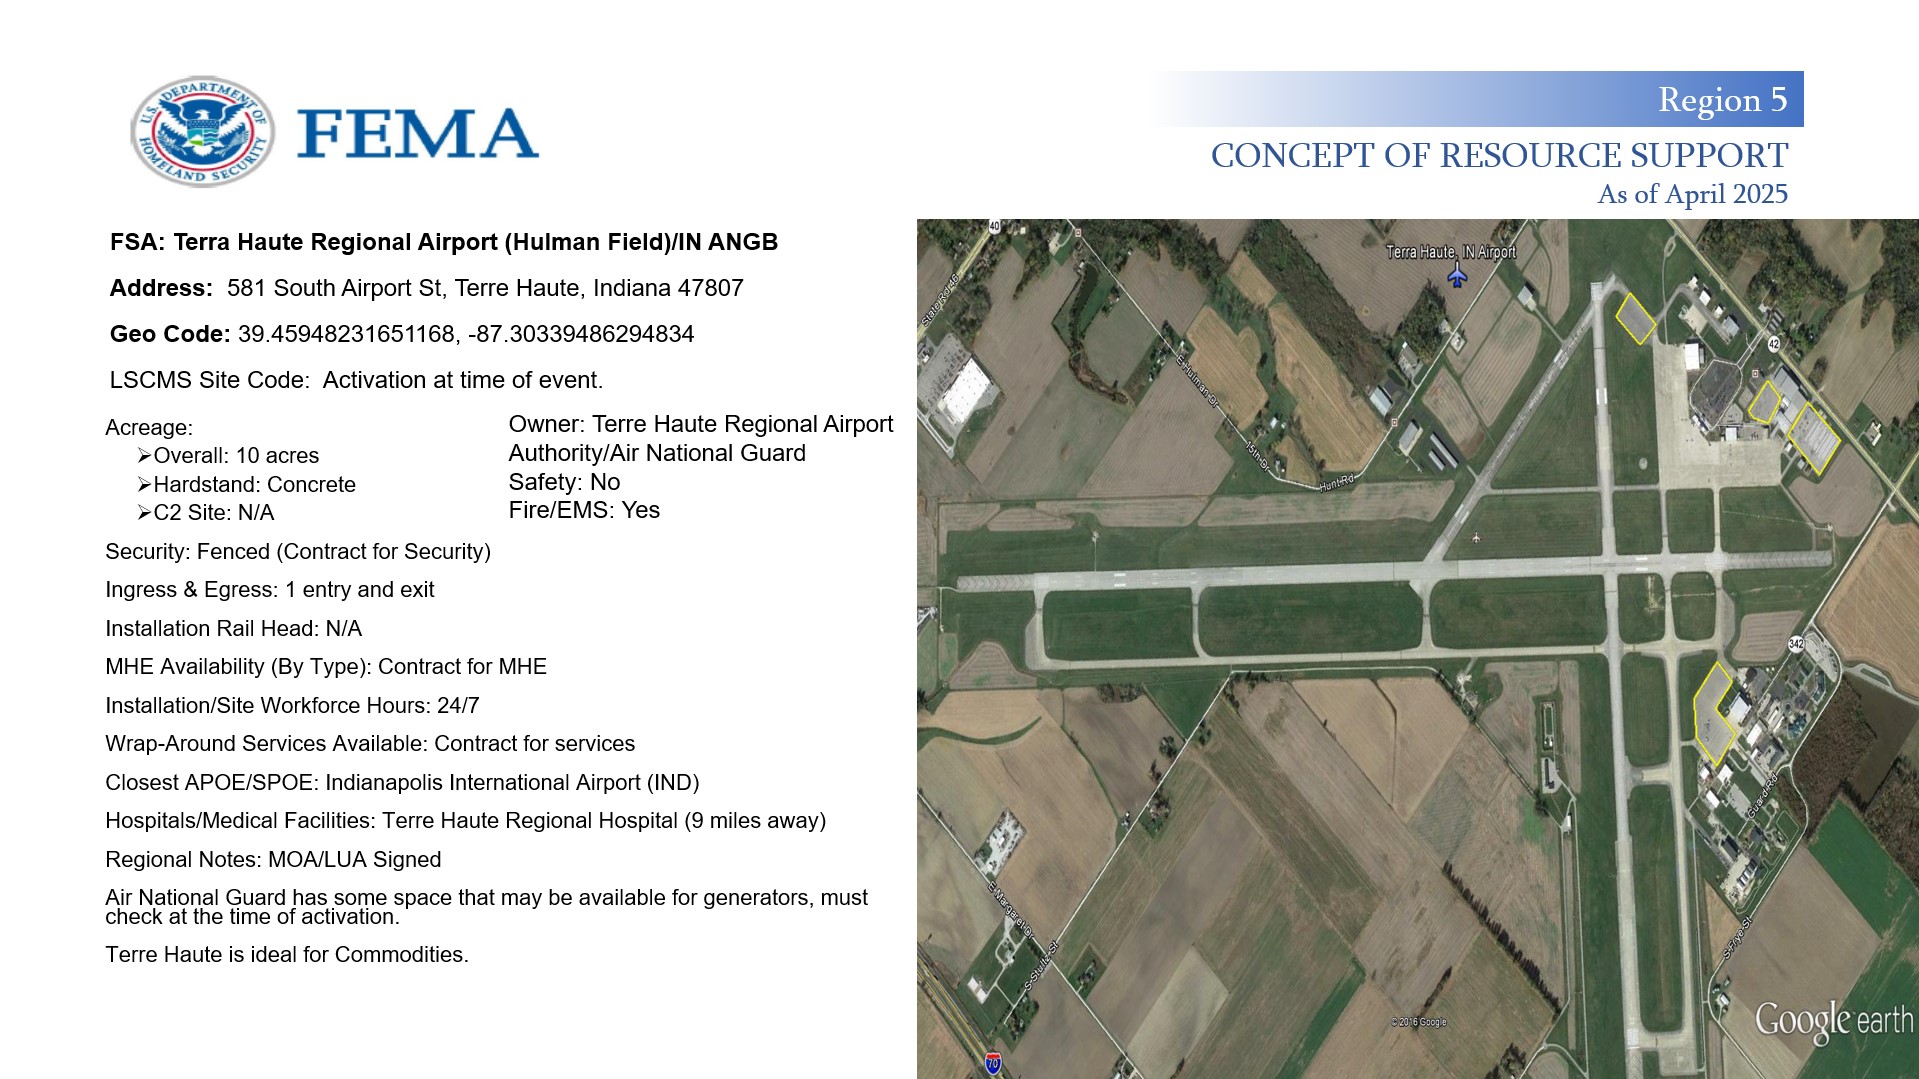 U.S. DEPARTMENT OF
HOMELAND SECURITY
FEMA
Region 5
CONCEPT OF RESOURCE SUPPORT
As of April 2025
FSA: Terra Haute Regional Airport (Hulman Field)/IN ANGB
Address: 581 South Airport St, Terre Haute, Indiana 47807
Geo Code: 39.45948231651168, -87.30339486294834
LSCMS Site Code: Activation at time of event.
Acreage:
➢Overall: 10 acres
➢Hardstand: Concrete
➢C2 Site: N/A
Owner: Terre Haute Regional Airport
Authority/Air National Guard
Safety: No
Fire/EMS: Yes
Security: Fenced (Contract for Security)
Ingress & Egress: 1 entry and exit
Installation Rail Head: N/A
MHE Availability (By Type): Contract for MHE
Installation/Site Workforce Hours: 24/7
Wrap-Around Services Available: Contract for services
Closest APOE/SPOE: Indianapolis International Airport (IND)
Hospitals/Medical Facilities: Terre Haute Regional Hospital (9 miles away)
Regional Notes: MOA/LUA Signed
Air National Guard has some space that may be available for generators, must
check at the time of activation.
Terre Haute is ideal for Commodities.
40
State Rd 46
Terra Haute, IN Airport
E Hulman Dr
42
15th Dr
Hunt Rd
342
Guard Rd
E Margaret Dr
S Stultz St
S Frye St
© 2016 Google
Google earth
70